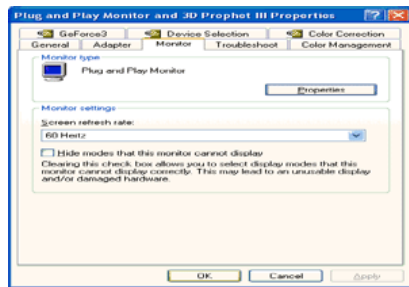 Plug and Play Monitor and 3D Prophet III Properties
GeForce3 Device Selection Color Correction
General Adapter Monitor Troubleshoot Color Management
Monitor type
Plug and Play Monitor
Properties
Monitor settings
Screen refresh rate:
60 Hertz
Hide modes that this monitor cannot display
Clearing this check box allows you to select display modes that this
monitor cannot display correctly. This may lead to an unusable display
and/or damaged hardware.
OK Cancel Apply